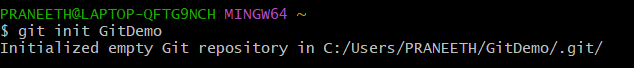 PRANEETH@LAPTOP-QFTG9NCH MINGW64 ~
$ git init GitDemo
Initialized empty Git repository in C:/Users/PRANEETH/GitDemo/.git/